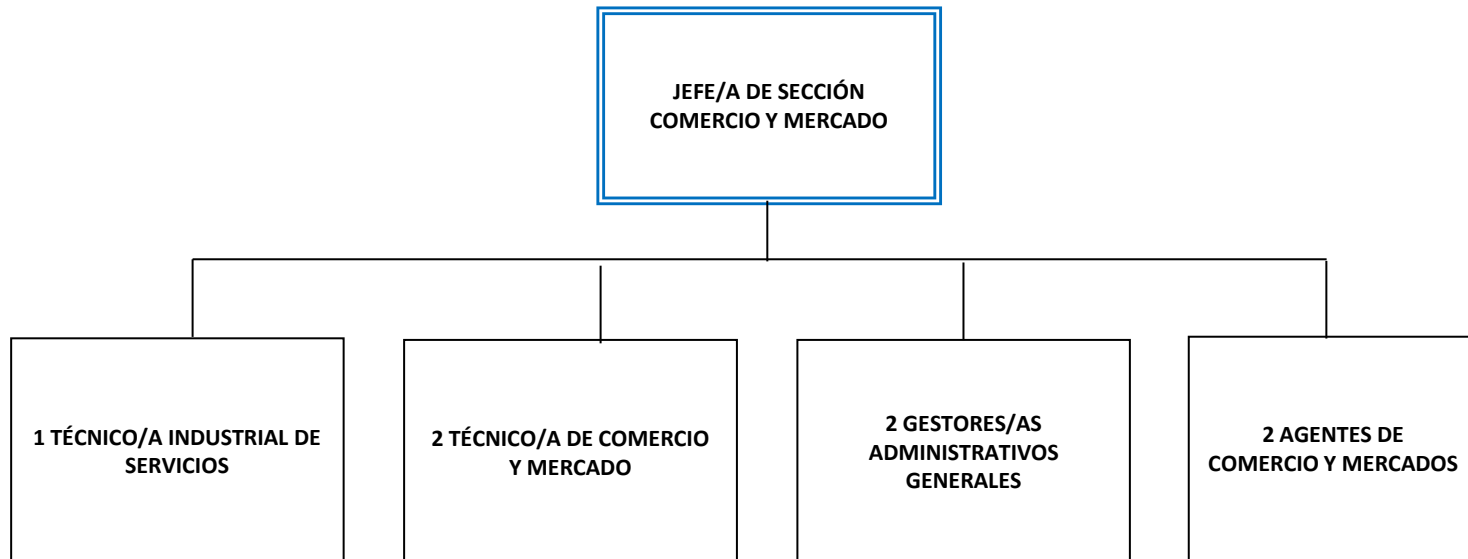 JEFE/A DE SECCIÓN
COMERCIO Y MERCADO
1 TÉCNICO/A INDUSTRIAL DE
SERVICIOS
2 TÉCNICO/A DE COMERCIO
Y MERCADO
2 GESTORES/AS
ADMINISTRATIVOS
GENERALES
2 AGENTES DE
COMERCIO Y MERCADOS